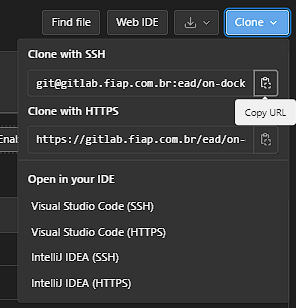 Find file
Web IDE
Clone
Clone with SSH
git@gitlab.fiap.com.br:ead/on-dock
Copy URL
Clone with HTTPS
Enab
https://gitlab.fiap.com.br/ead/on-
Open in your IDE
Visual Studio Code (SSH)
Visual Studio Code (HTTPS)
IntelliJ IDEA (SSH)
IntelliJ IDEA (HTTPS)